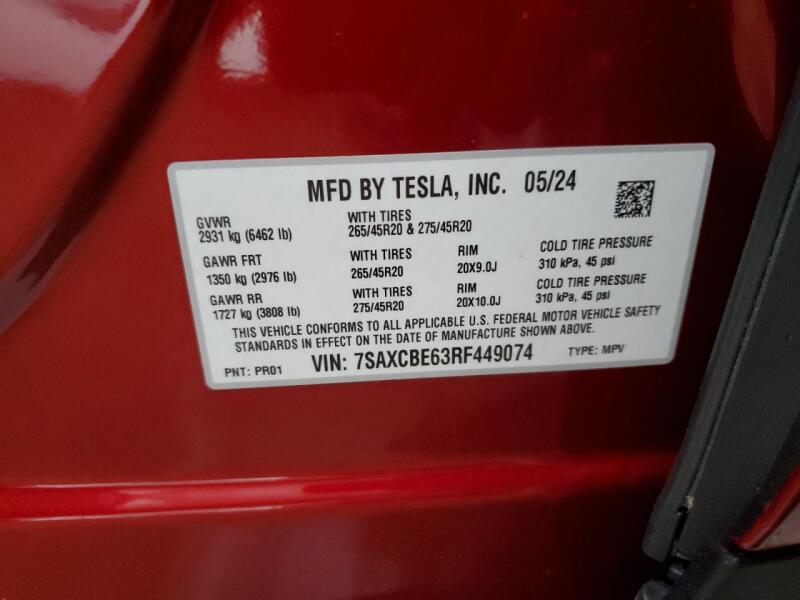 MFD BY TESLA, INC. 05/24
GVWR WITH TIRES
2931 kg (6462 lb) 265/45R20 & 275/45R20
GAWR FRT WITH TIRES RIM COLD TIRE PRESSURE
1350 kg (2976 lb) 265/45R20 20X9.0J 310 kPa, 45 psi
GAWR RR WITH TIRES RIM COLD TIRE PRESSURE
1727 kg (3808 lb) 275/45R20 20X10.0J 310 kPa, 45 psi
THIS VEHICLE CONFORMS TO ALL APPLICABLE U.S. FEDERAL MOTOR VEHICLE SAFETY
STANDARDS IN EFFECT ON THE DATE OF MANUFACTURE SHOWN ABOVE.
PNT: PR01 VIN: 7SAXCBE63RF449074 TYPE: MPV